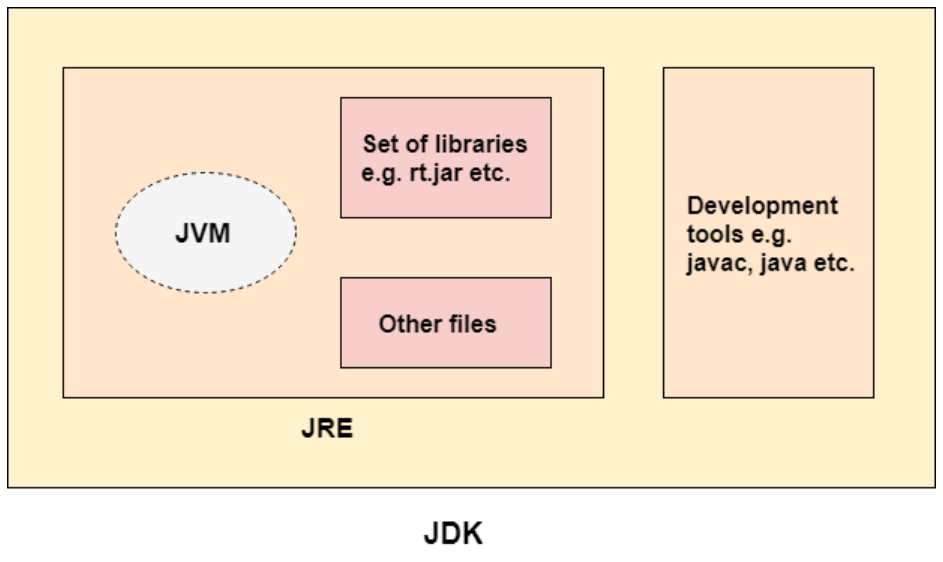 Set of libraries
e.g. rt.jar etc.
JVM
Other files
Development
tools e.g.
javac, java etc.
JRE
JDK